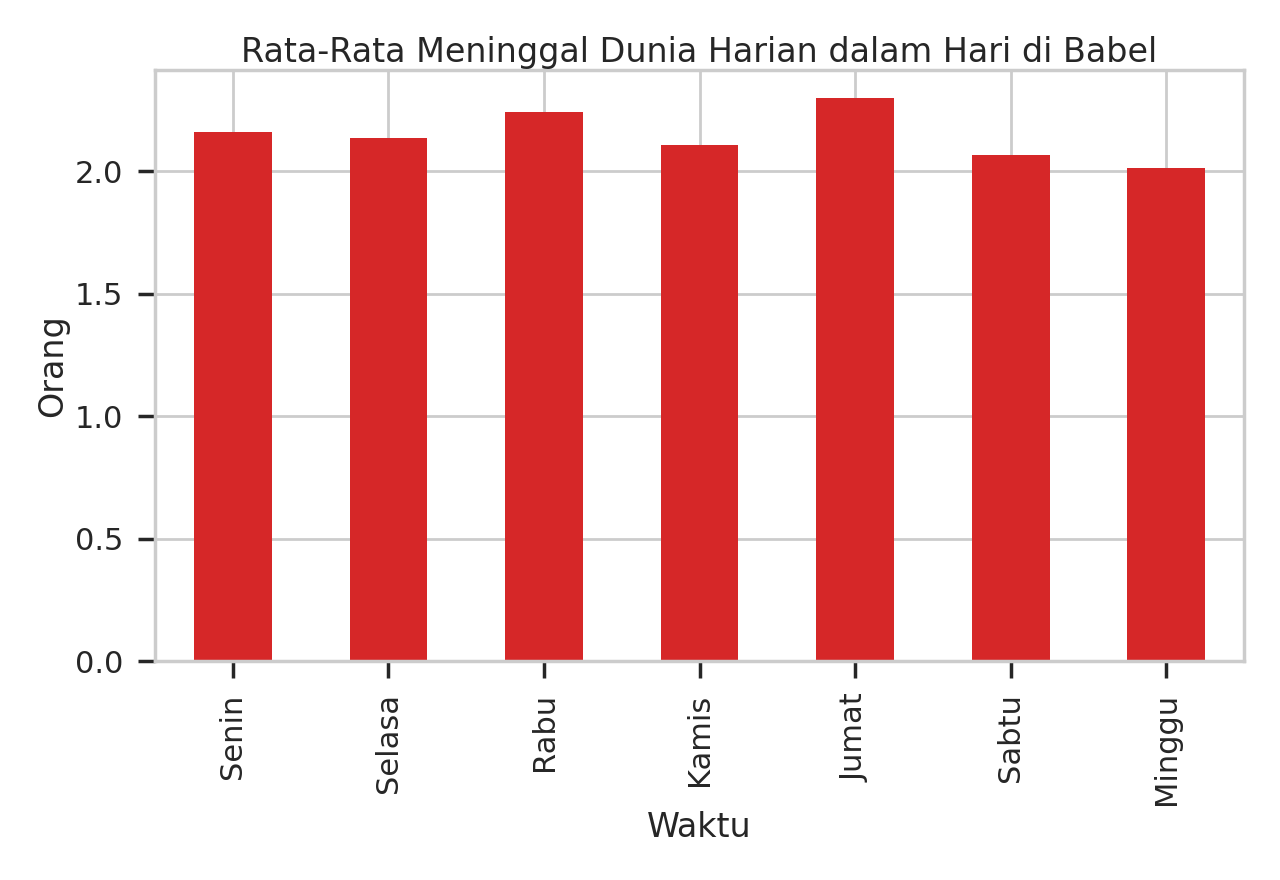 Rata-Rata Meninggal Dunia Harian dalam Hari di Babel
Orang
2.0
1.5
1.0
0.5
0.0
Senin
Selasa
Rabu
Kamis
Jumat
Sabtu
Minggu
Waktu